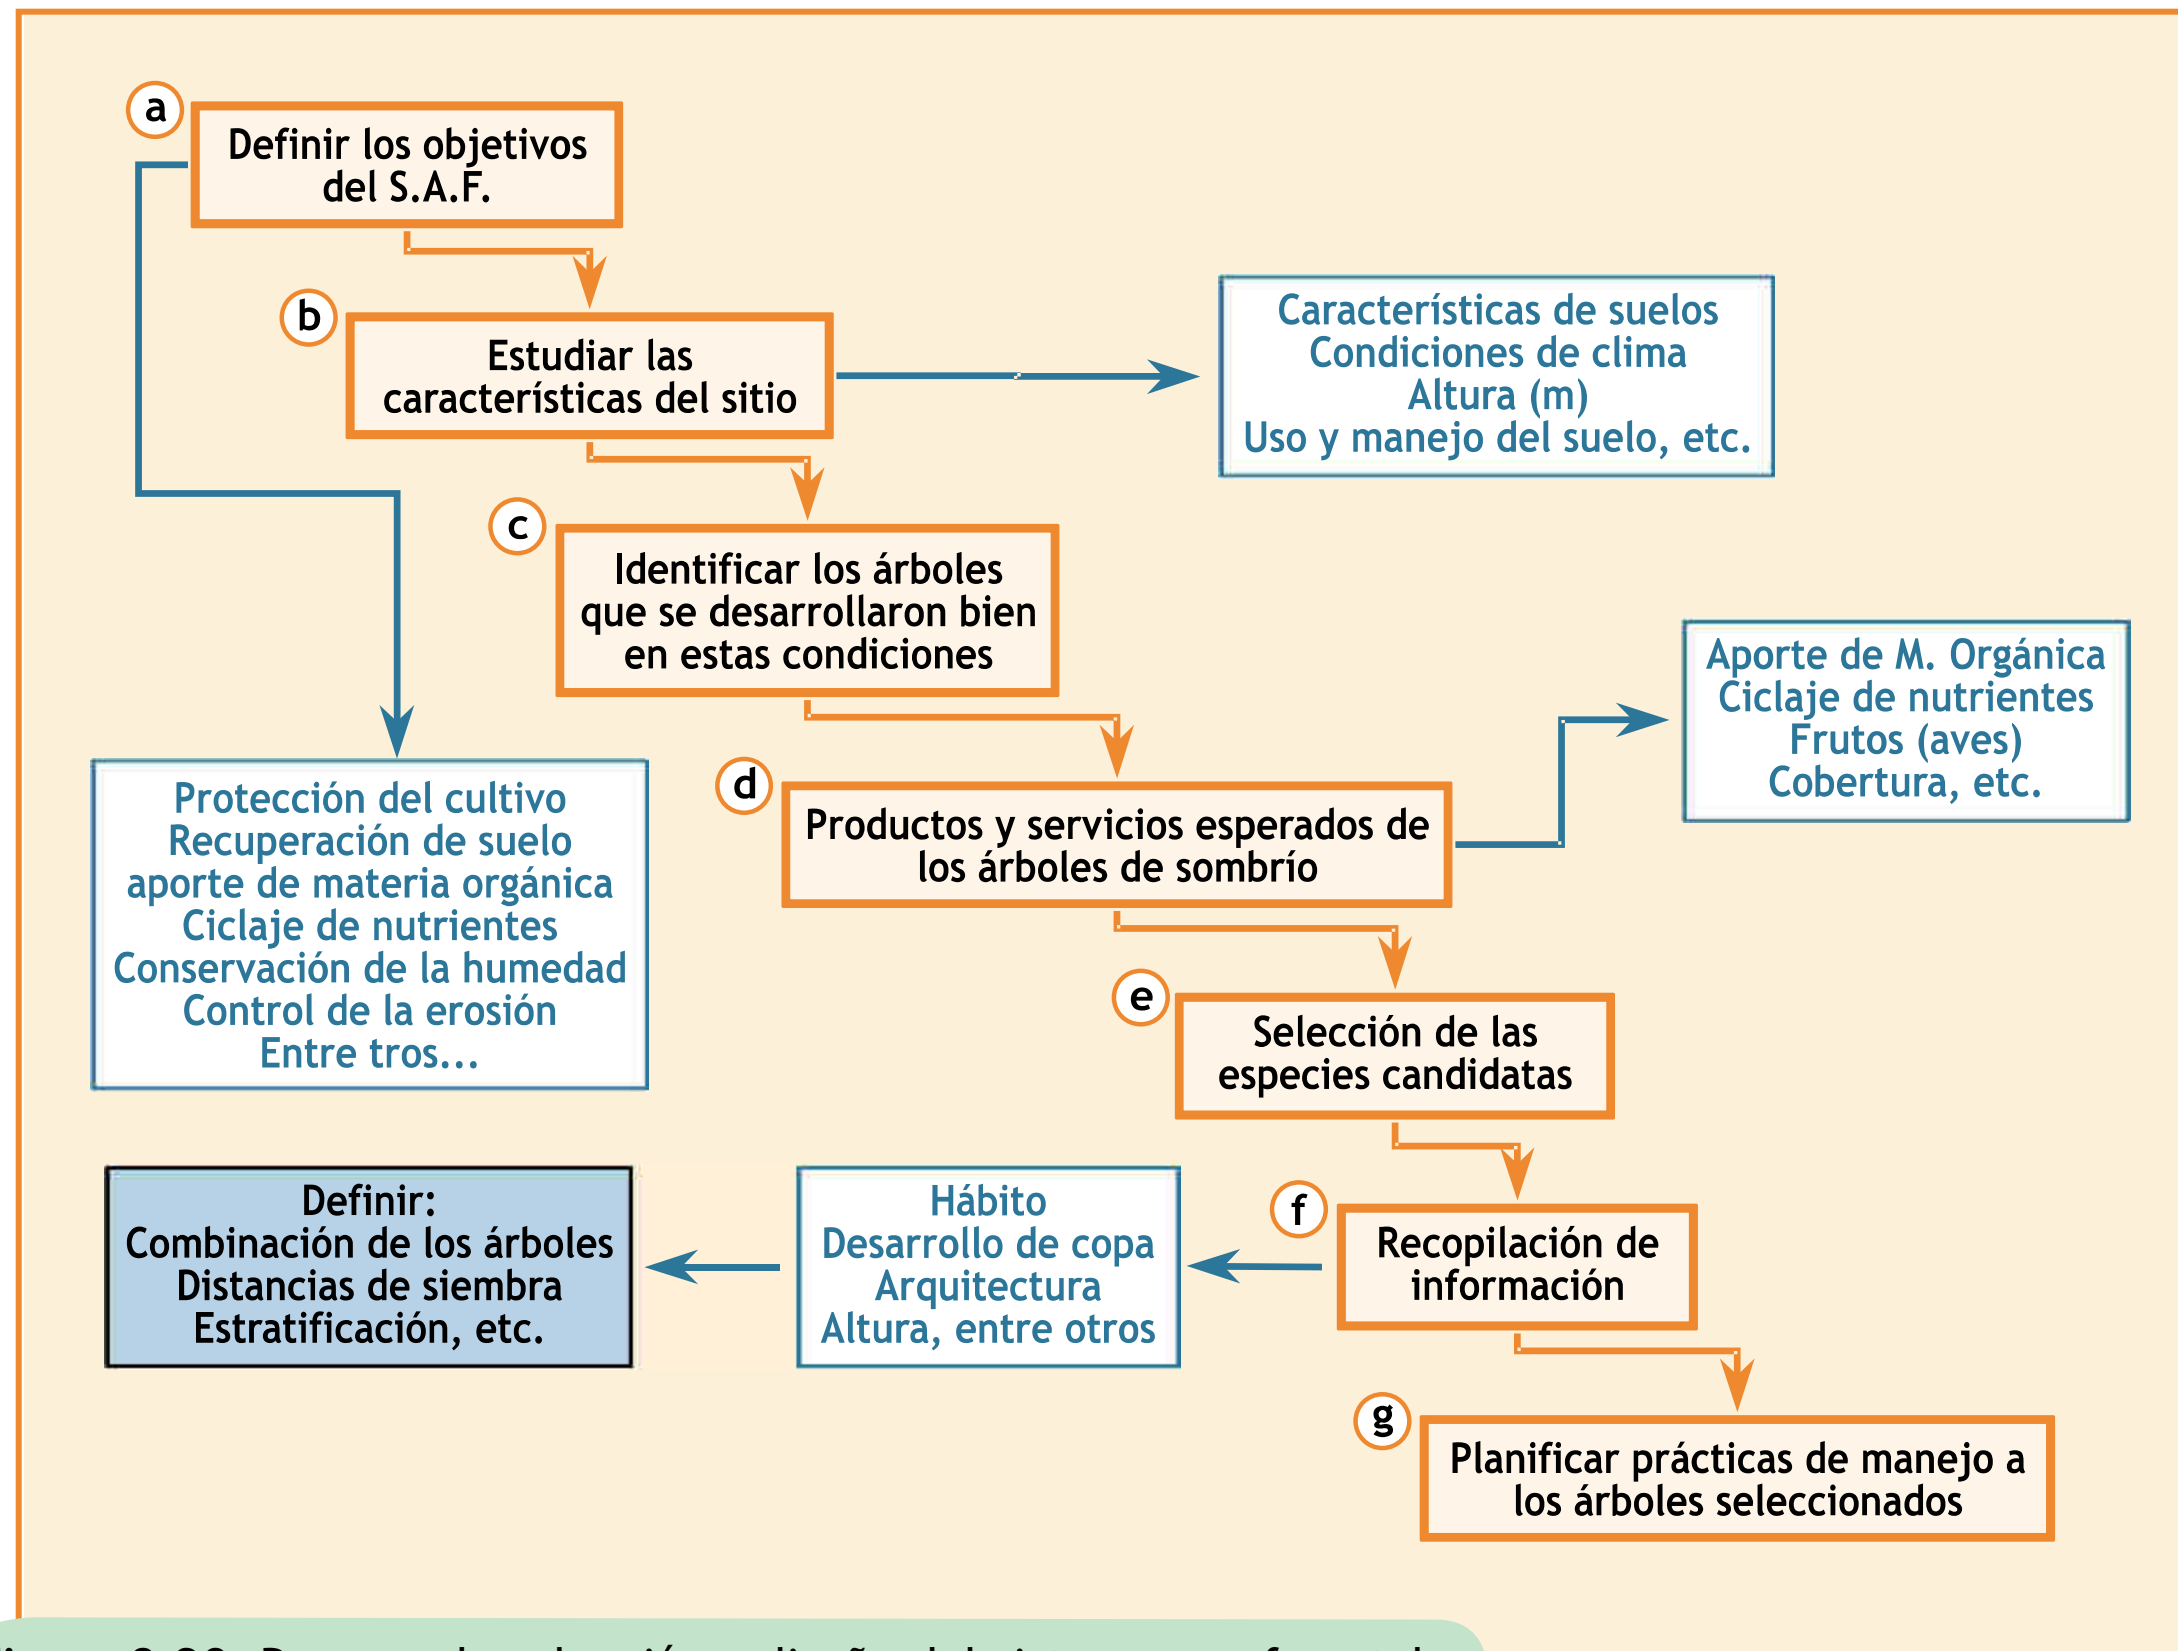 a
Definir los objetivos
del S.A.F.
b
Estudiar las
características del sitio
Características de suelos
Condiciones de clima
Altura (m)
Uso y manejo del suelo, etc.
c
Identificar los árboles
que se desarrollaron bien
en estas condiciones
Aporte de M. Orgánica
Ciclaje de nutrientes
Frutos (aves)
Cobertura, etc.
Protección del cultivo
Recuperación de suelo
aporte de materia orgánica
Ciclaje de nutrientes
Conservación de la humedad
Control de la erosión
Entre tros...
d
Productos y servicios esperados de
los árboles de sombrío
e
Selección de las
especies candidatas
f
Recopilación de
información
Hábito
Desarrollo de copa
Arquitectura
Altura, entre otros
Definir:
Combinación de los árboles
Distancias de siembra
Estratificación, etc.
g
Planificar prácticas de manejo a
los árboles seleccionados